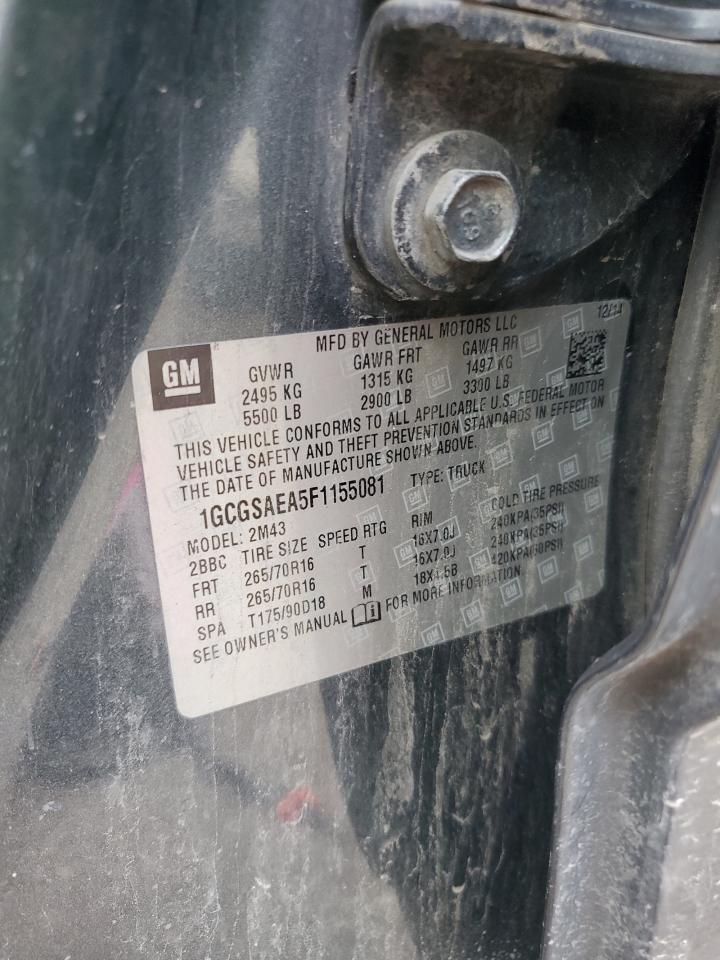 109
12/14
MFD BY GENERAL MOTORS LLC
GM
GVWR GAWR FRT GAWR RR
2495 KG 1315 KG 1497 KG
5500 LB 2900 LB 3300 LB
THIS VEHICLE CONFORMS TO ALL APPLICABLE U.S. FEDERAL MOTOR
VEHICLE SAFETY AND THEFT PREVENTION STANDARDS IN EFFECT ON
THE DATE OF MANUFACTURE SHOWN ABOVE.
1GCGSAEA5F1155081 TYPE: TRUCK
MODEL: 2M43
2BBC TIRE SIZE SPEED RTG RIM COLD TIRE PRESSURE
FRT 265/70R16 T 16X7.0J 240KPA(35PSI)
RR 265/70R16 T 16X7.0J 240KPA(35PSI)
SPA T175/90D18 M 18X4.5B 420KPA(60PSI)
SEE OWNER'S MANUAL FOR MORE INFORMATION.